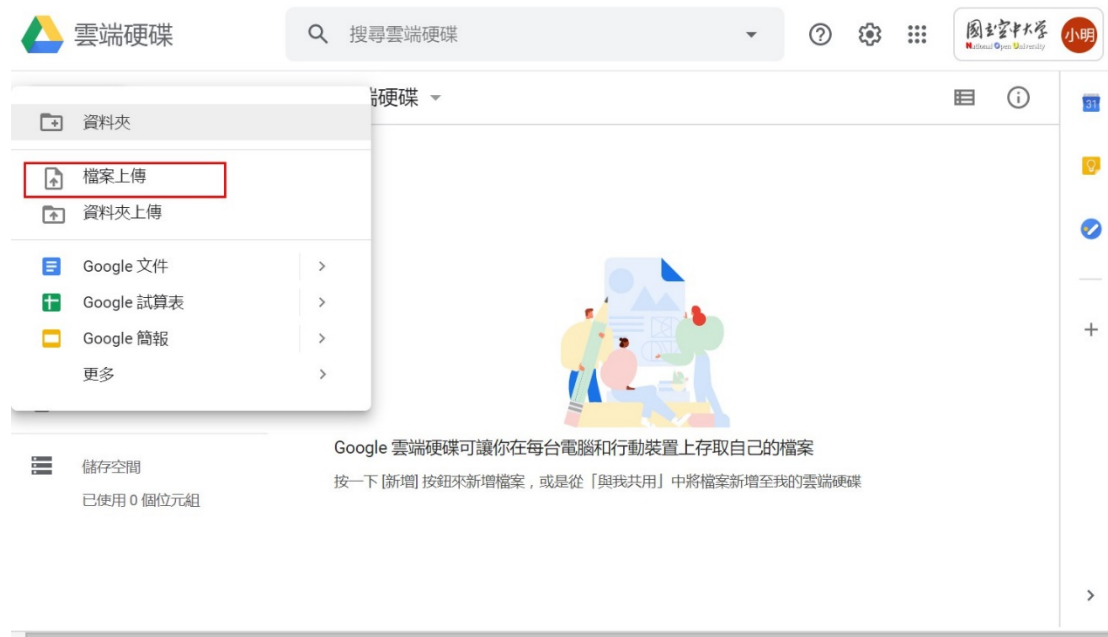 雲端硬碟
搜尋雲端硬碟
國立空中大學
National Open University
小明
端硬碟
31
資料夾
檔案上傳
資料夾上傳
Google 文件
Google 試算表
Google 簡報
更多
儲存空間
已使用 0 個位元組
Google 雲端硬碟可讓你在每台電腦和行動裝置上存取自己的檔案
按一下 [新增] 按鈕來新增檔案，或是從「與我共用」中將檔案新增至我的雲端硬碟